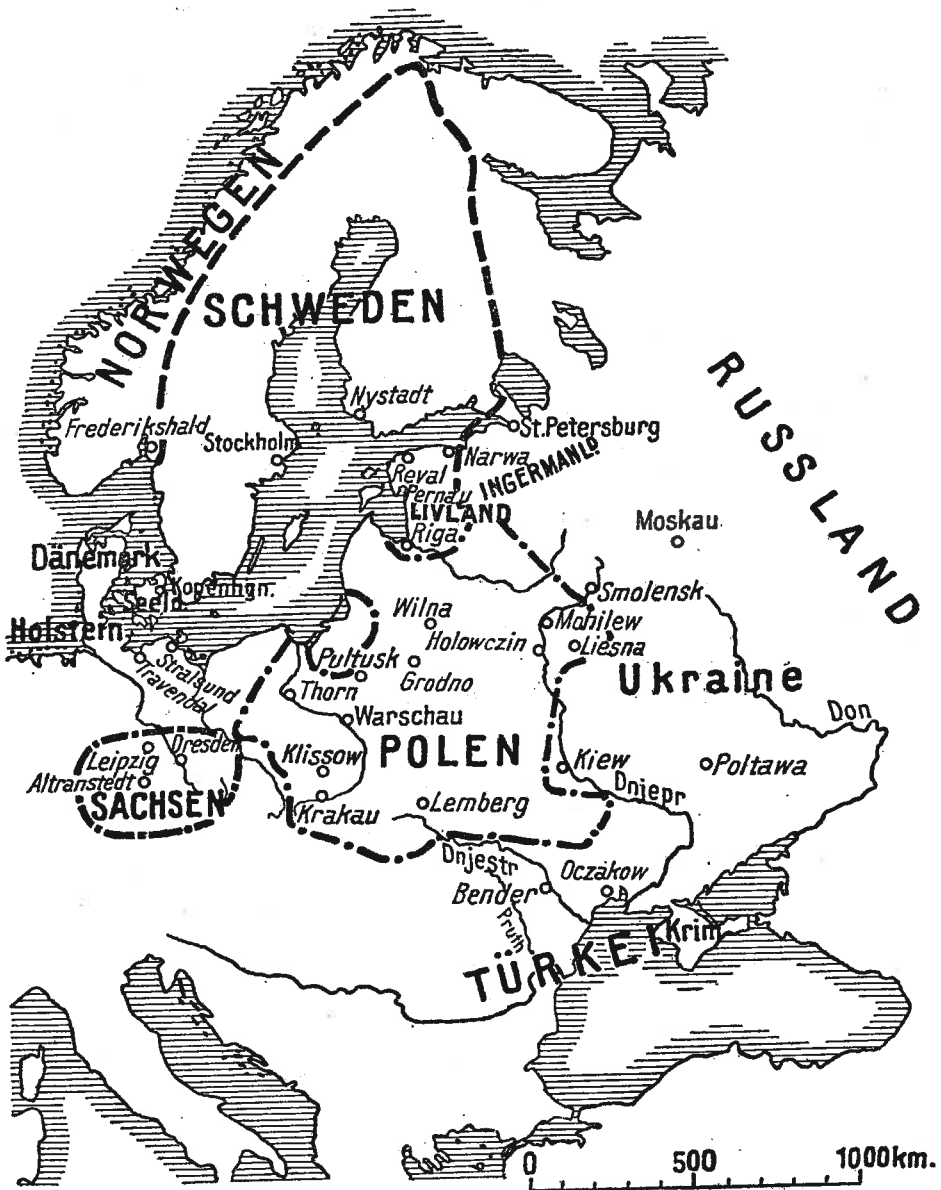 NORWEGEN
SCHWEDEN
RUSSLAND
Nystadt
Frederikshald
Stockholm
St.Petersburg
Narwa
Reval
INGERMANLD
Pernau
LIVLAND
Riga
Moskau
Dänemark
Kopenhgn.
Seeld.
Smolensk
Wilna
Mohilew
Holstern
Holowczin
Liesna
Stralsund
Travendal
Pultusk
Grodno
Ukraine
Thorn
Warschau
Don
Dresden
Leipzig
Klissow
POLEN
Kiew
Poltawa
Altranstedt
SACHSEN
Krakau
Lemberg
Dniepr
Dnjestr
Oczakow
Bender
Pruth
Krim
TÜRKEI
0 500 1000km.